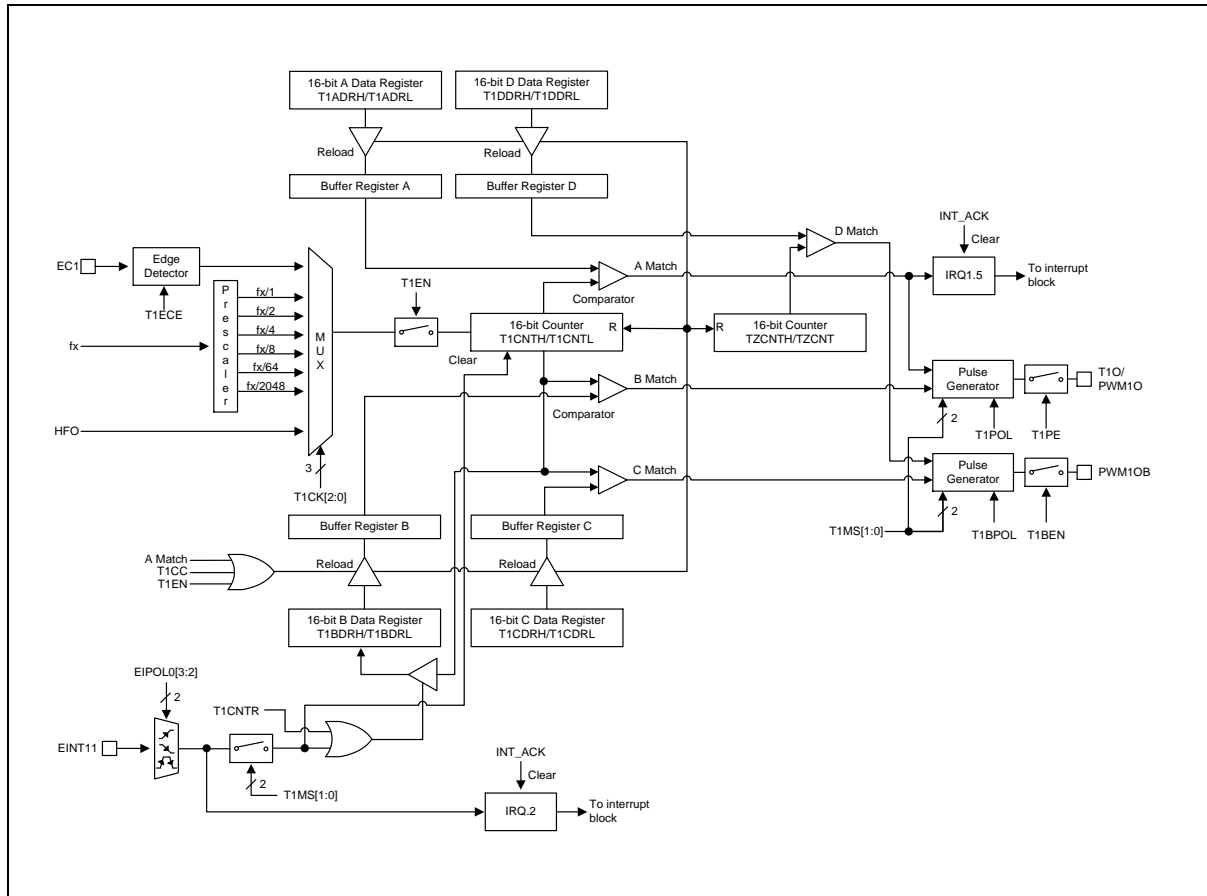 16-bit A Data Register
T1ADRH/T1ADRL
16-bit D Data Register
T1DDRH/T1DDRL
Reload
Reload
Buffer Register A
Buffer Register D
INT_ACK
Clear
D Match
EC1
Edge
Detector
T1ECE
A Match
IRQ1.5
To interrupt
block
Comparator
T1EN
Prescaler
fx/1
fx/2
fx/4
fx/8
fx/64
fx/2048
MUX
fx
16-bit Counter
T1CNTH/T1CNTL
R
Clear
R
16-bit Counter
TZCNTH/TZCNT
B Match
Comparator
Pulse
Generator
T1O/
PWM1O
2
T1POL
T1PE
HFO
3
T1CK[2:0]
C Match
Pulse
Generator
PWM1OB
2
T1MS[1:0]
T1BPOL
T1BEN
Buffer Register B
Buffer Register C
A Match
T1CC
T1EN
Reload
Reload
16-bit B Data Register
T1BDRH/T1BDRL
16-bit C Data Register
T1CDRH/T1CDRL
EIPOL0[3:2]
2
T1CNTR
EINT11
2
T1MS[1:0]
INT_ACK
Clear
IRQ.2
To interrupt
block